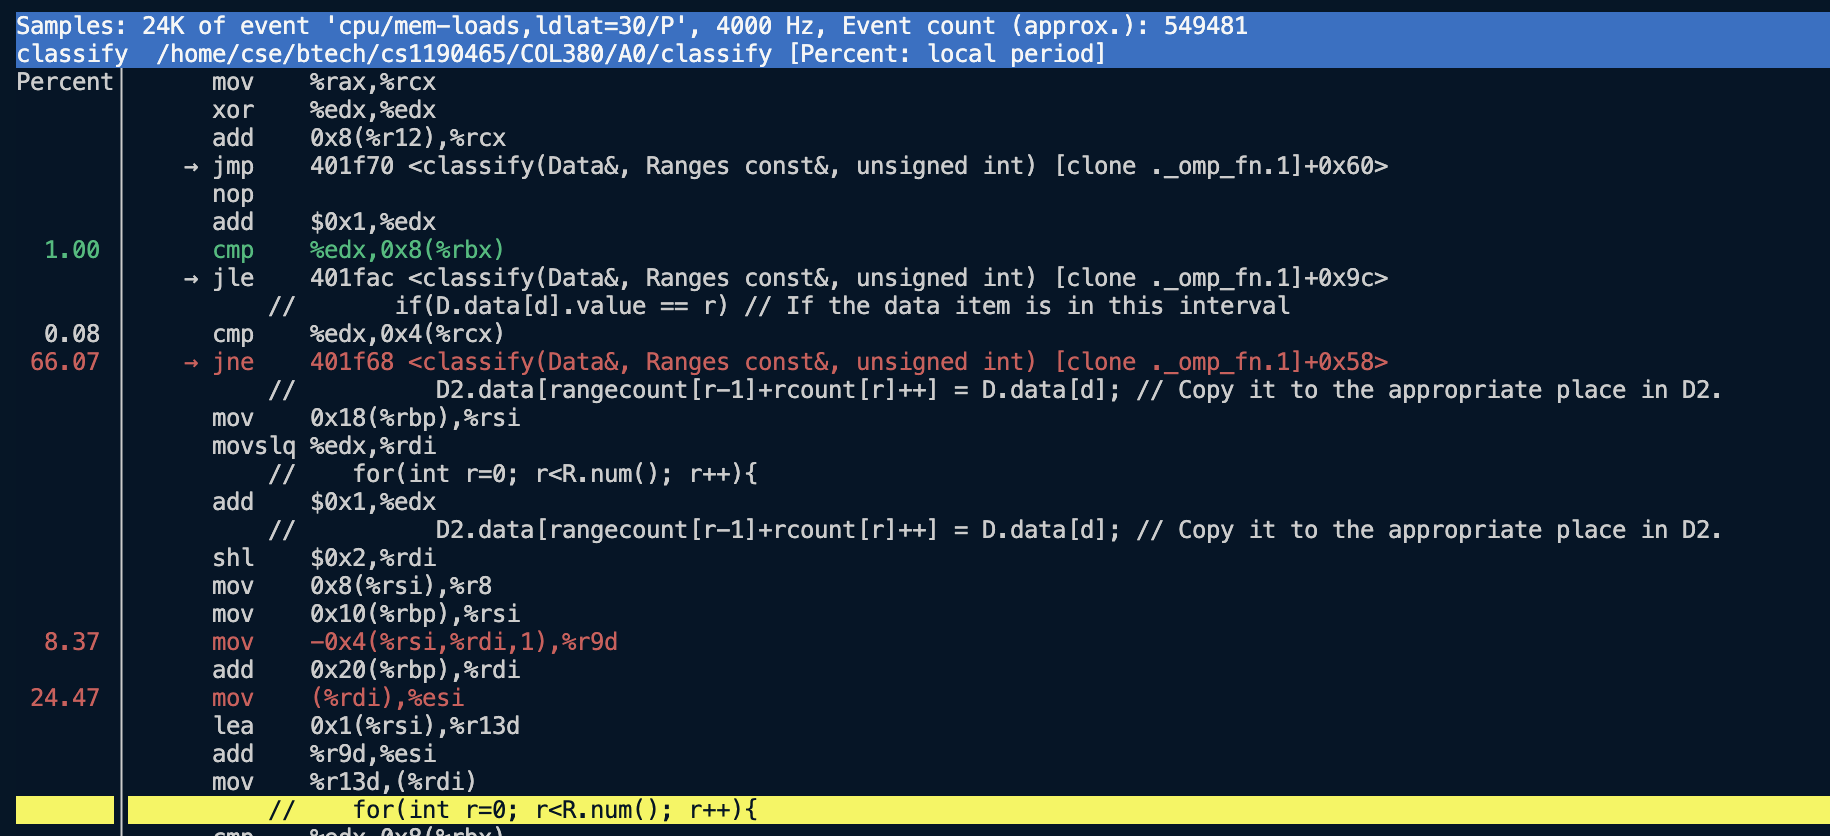 Samples: 24K of event 'cpu/mem-loads,ldlat=30/P', 4000 Hz, Event count (approx.): 549481
classify  /home/cse/btech/cs1190465/COL380/A0/classify [Percent: local period]
Percent│      mov    %rax,%rcx
xor    %edx,%edx
add    0x8(%r12),%rcx
→ jmp    401f70 <classify(Data&, Ranges const&, unsigned int) [clone ._omp_fn.1]+0x60>
nop
add    $0x1,%edx
1.00 │      cmp    %edx,0x8(%rbx)
→ jle    401fac <classify(Data&, Ranges const&, unsigned int) [clone ._omp_fn.1]+0x9c>
//       if(D.data[d].value == r) // If the data item is in this interval
0.08 │      cmp    %edx,0x4(%rcx)
66.07 │    → jne    401f68 <classify(Data&, Ranges const&, unsigned int) [clone ._omp_fn.1]+0x58>
//          D2.data[rangecount[r-1]+rcount[r]++] = D.data[d]; // Copy it to the appropriate place in D2.
mov    0x18(%rbp),%rsi
movslq %edx,%rdi
//    for(int r=0; r<R.num(); r++){
add    $0x1,%edx
//          D2.data[rangecount[r-1]+rcount[r]++] = D.data[d]; // Copy it to the appropriate place in D2.
shl    $0x2,%rdi
mov    0x8(%rsi),%r8
mov    0x10(%rbp),%rsi
8.37 │      mov    -0x4(%rsi,%rdi,1),%r9d
add    0x20(%rbp),%rdi
24.47 │      mov    (%rdi),%esi
lea    0x1(%rsi),%r13d
add    %r9d,%esi
mov    %r13d,(%rdi)
//    for(int r=0; r<R.num(); r++){
cmp    %edx,0x8(%rbx)